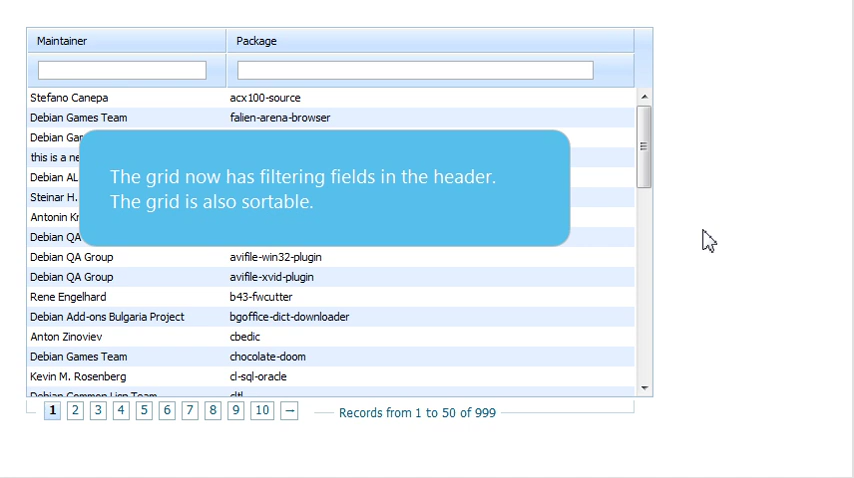 Maintainer Package
Stefano Canepa acx100-source
Debian Games Team falien-arena-browser
Debian
this is a
Debian
Steinar H.
Antonin
Debian QA
The grid now has filtering fields in the header.
The grid is also sortable.
Debian QA Group avifile-win32-plugin
Debian QA Group avifile-xvid-plugin
Rene Engelhard b43-fwcutter
Debian Add-ons Bulgaria Project bgoffice-dict-downloader
Anton Zinoviev cbedic
Debian Games Team chocolate-doom
Kevin M. Rosenberg cl-sql-oracle
Debian Common Lisp Team
1 2 3 4 5 6 7 8 9 10 → Records from 1 to 50 of 999